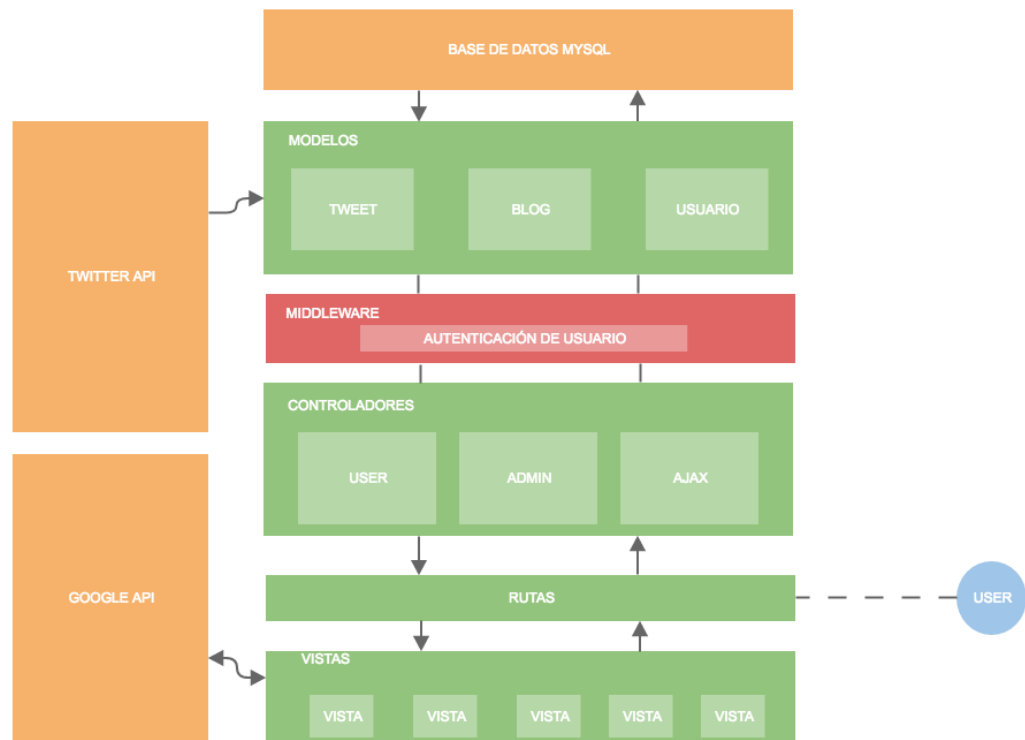 BASE DE DATOS MYSQL
MODELOS
TWEET
BLOG
USUARIO
TWITTER API
MIDDLEWARE
AUTENTICACIÓN DE USUARIO
CONTROLADORES
USER
ADMIN
AJAX
GOOGLE API
RUTAS
USER
VISTAS
VISTA
VISTA
VISTA
VISTA
VISTA